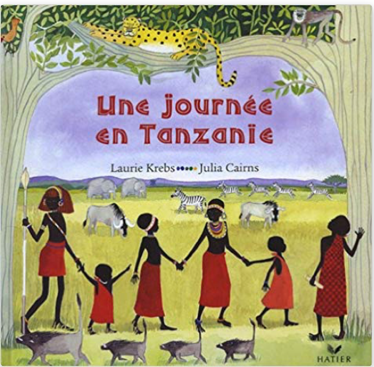 Une journée
en Tanzanie
Laurie Krebs Julia Cairns
HATIER